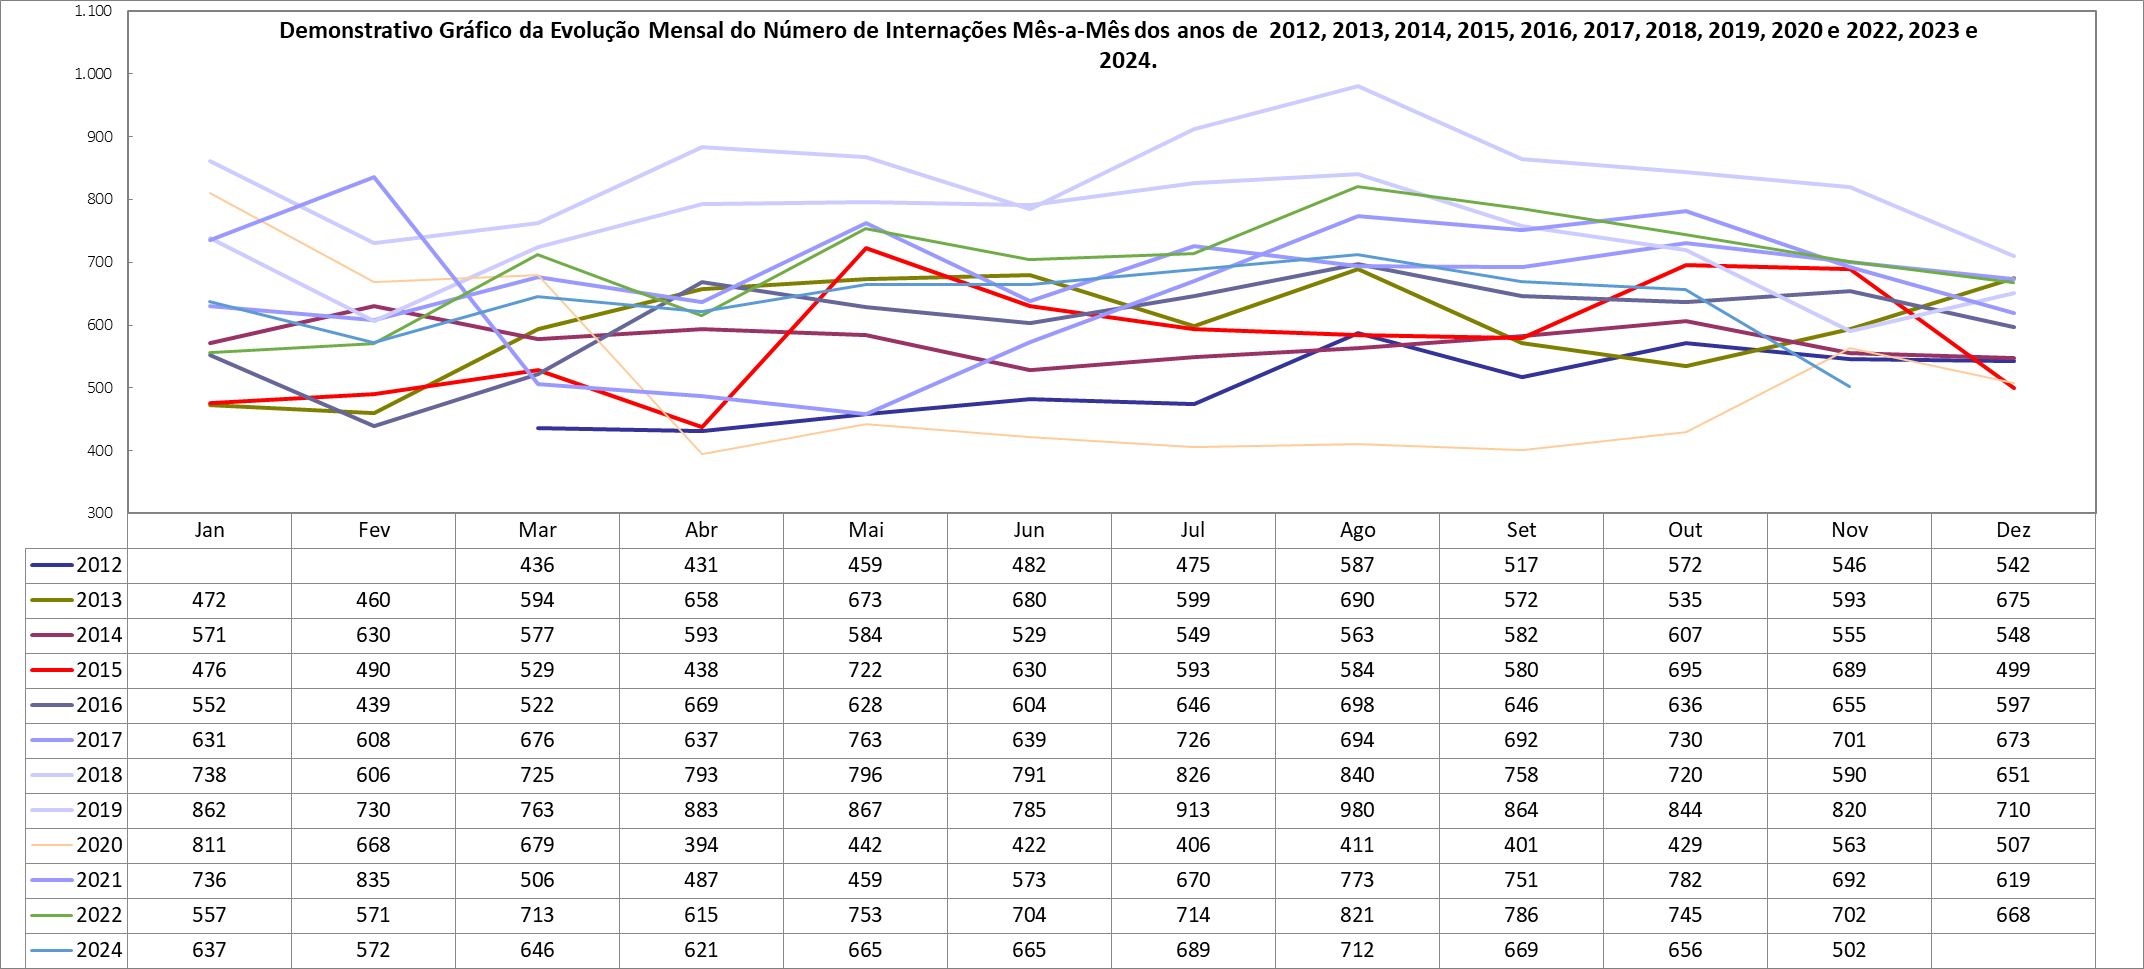 Demonstrativo Gráfico da Evolução Mensal do Número de Internações Mês-a-Mês dos anos de 2012, 2013, 2014, 2015, 2016, 2017, 2018, 2019, 2020 e 2022, 2023 e
2024.
1.100
1.000
900
800
700
600
500
400
300
Jan Fev Mar Abr Mai Jun Jul Ago Set Out Nov Dez
2012 436 431 459 482 475 587 517 572 546 542
2013 472 460 594 658 673 680 599 690 572 535 593 675
2014 571 630 577 593 584 529 549 563 582 607 555 548
2015 476 490 529 438 722 630 593 584 580 695 689 499
2016 552 439 522 669 628 604 646 698 646 636 655 597
2017 631 608 676 637 763 639 726 694 692 730 701 673
2018 738 606 725 793 796 791 826 840 758 720 590 651
2019 862 730 763 883 867 785 913 980 864 844 820 710
2020 811 668 679 394 442 422 406 411 401 429 563 507
2021 736 835 506 487 459 573 670 773 751 782 692 619
2022 557 571 713 615 753 704 714 821 786 745 702 668
2024 637 572 646 621 665 665 689 712 669 656 502